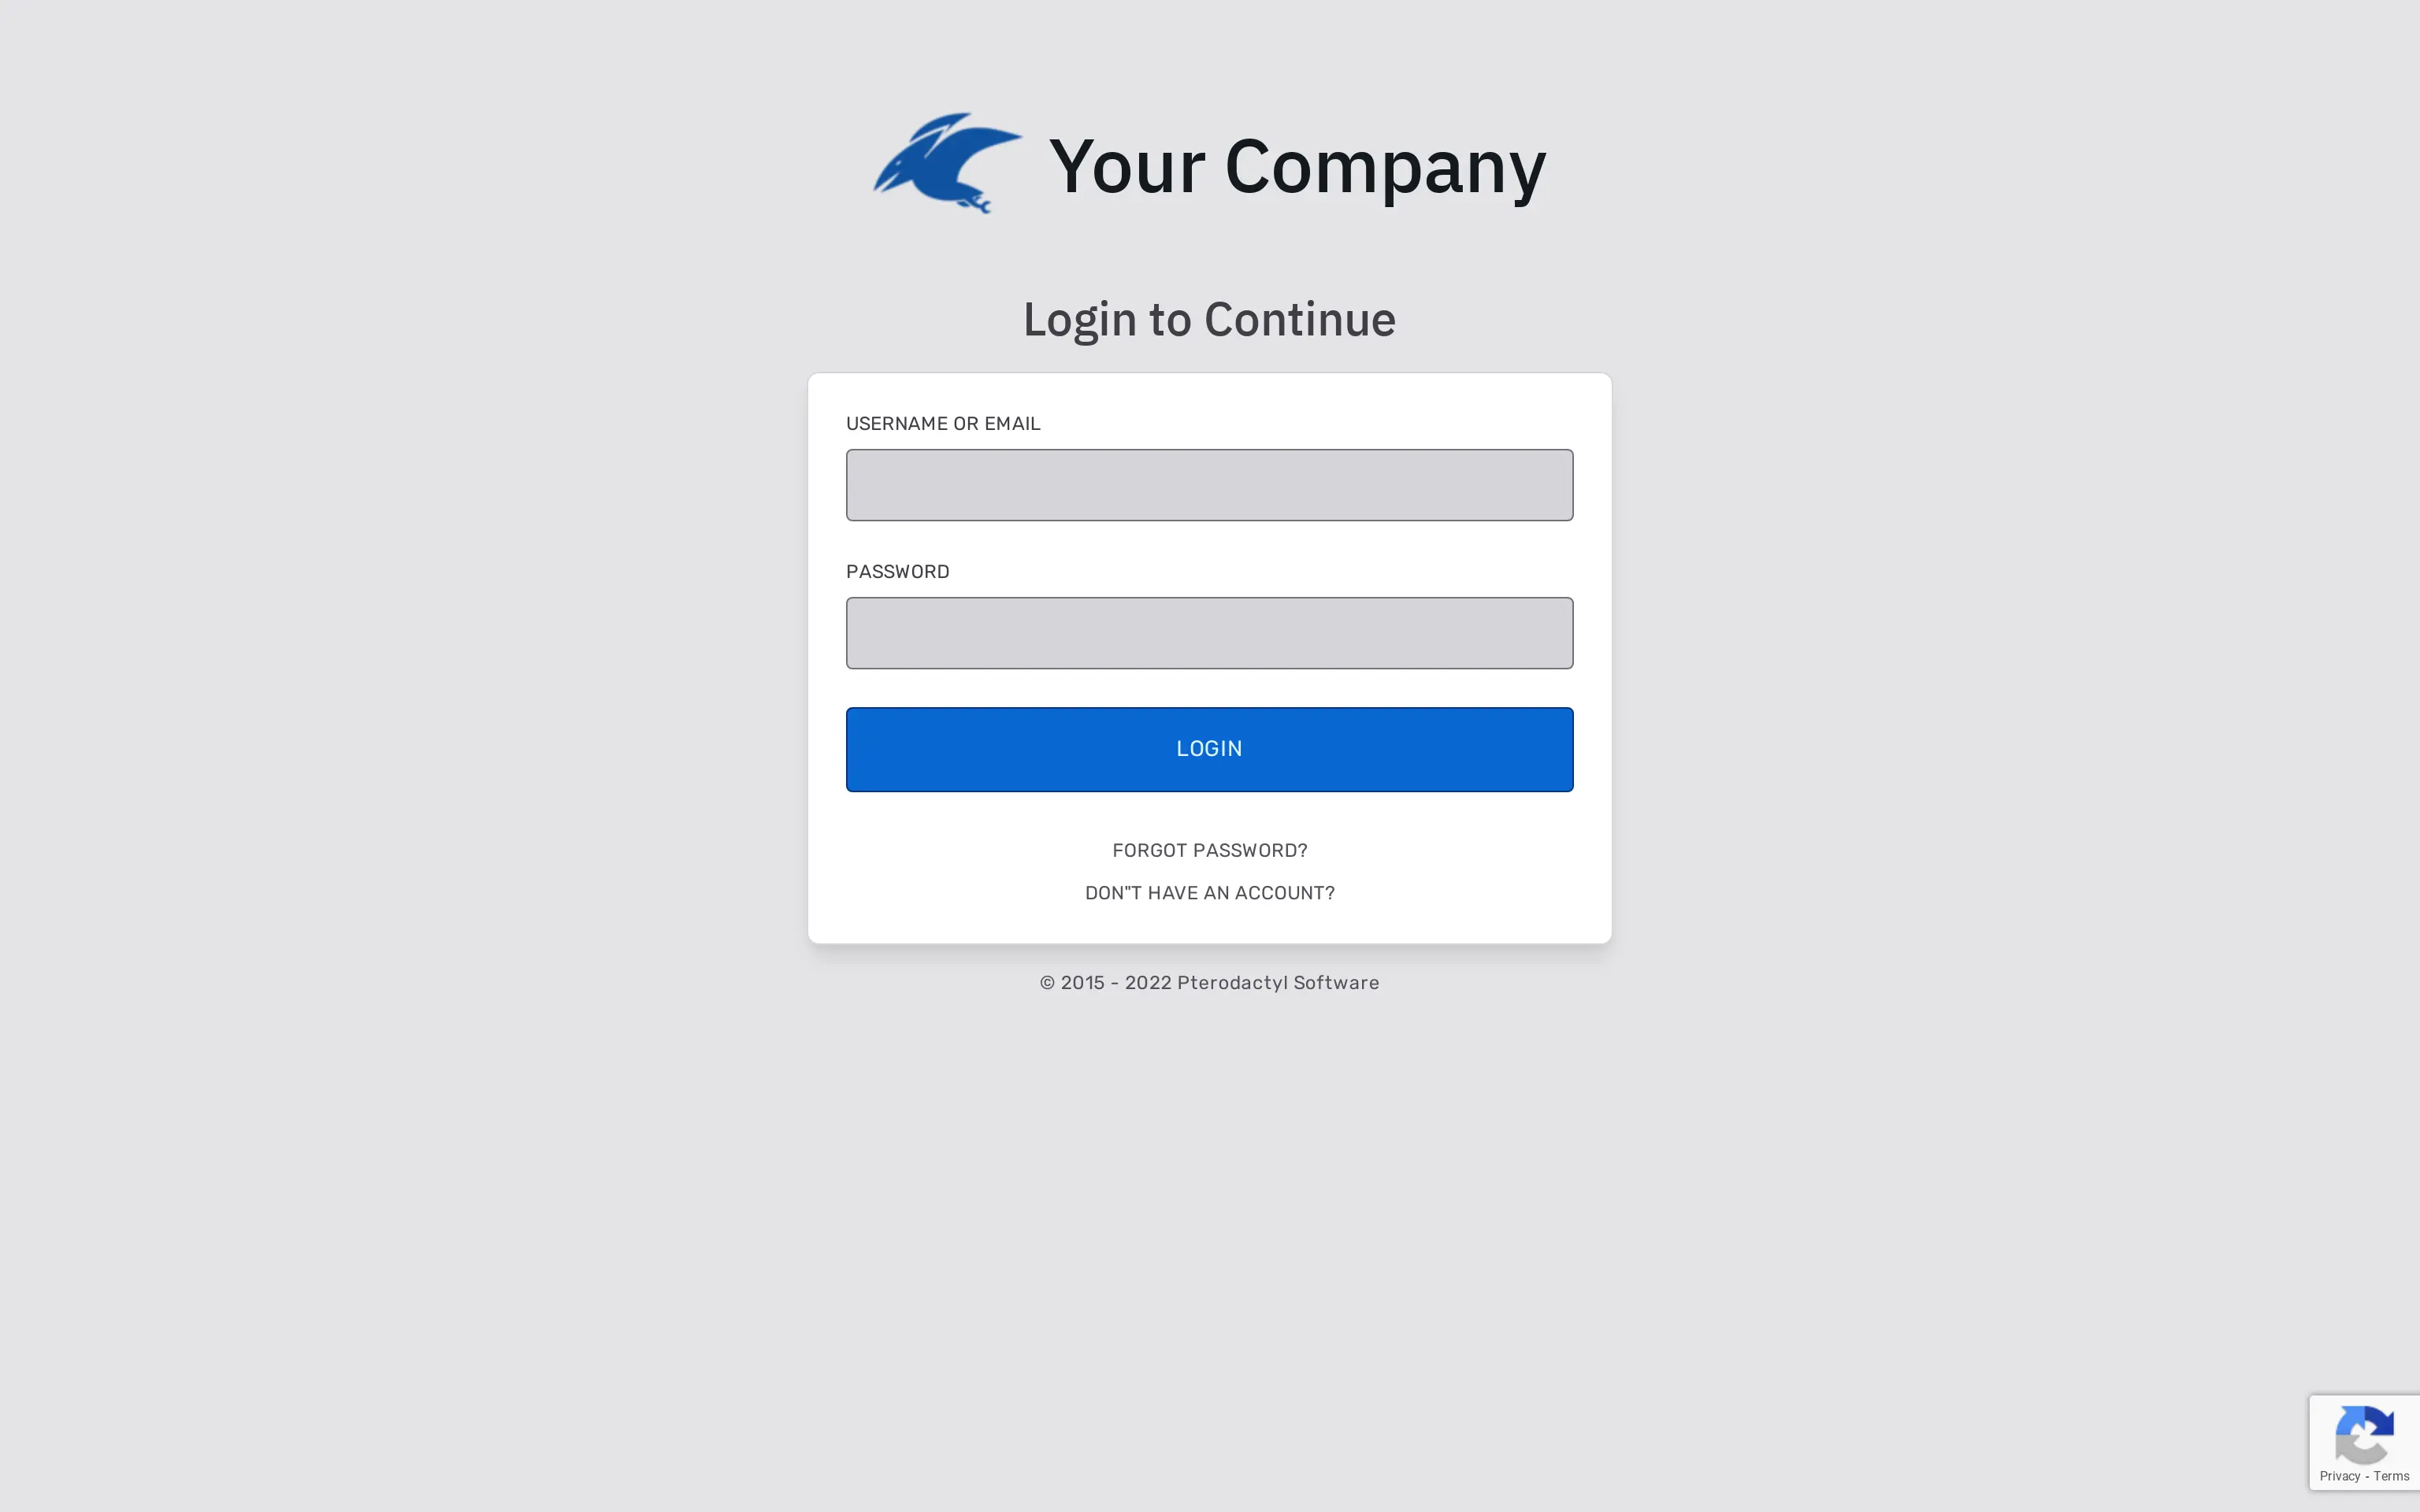 Your Company
Login to Continue
USERNAME OR EMAIL
PASSWORD
LOGIN
FORGOT PASSWORD?
DON"T HAVE AN ACCOUNT?
© 2015 - 2022 Pterodactyl Software
Privacy - Terms